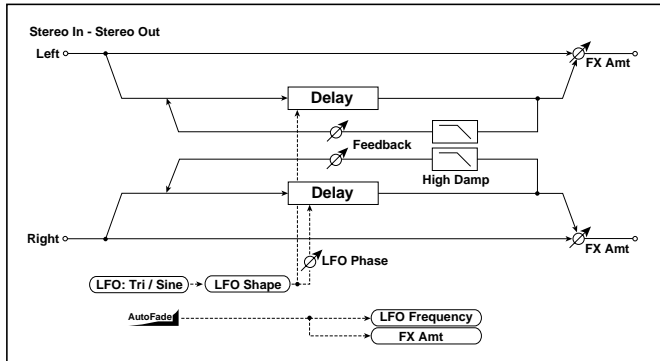 Stereo In - Stereo Out
Left
FX Amt
Delay
Feedback
High Damp
Delay
Right
FX Amt
LFO Phase
LFO: Tri / Sine
LFO Shape
AutoFade
LFO Frequency
FX Amt